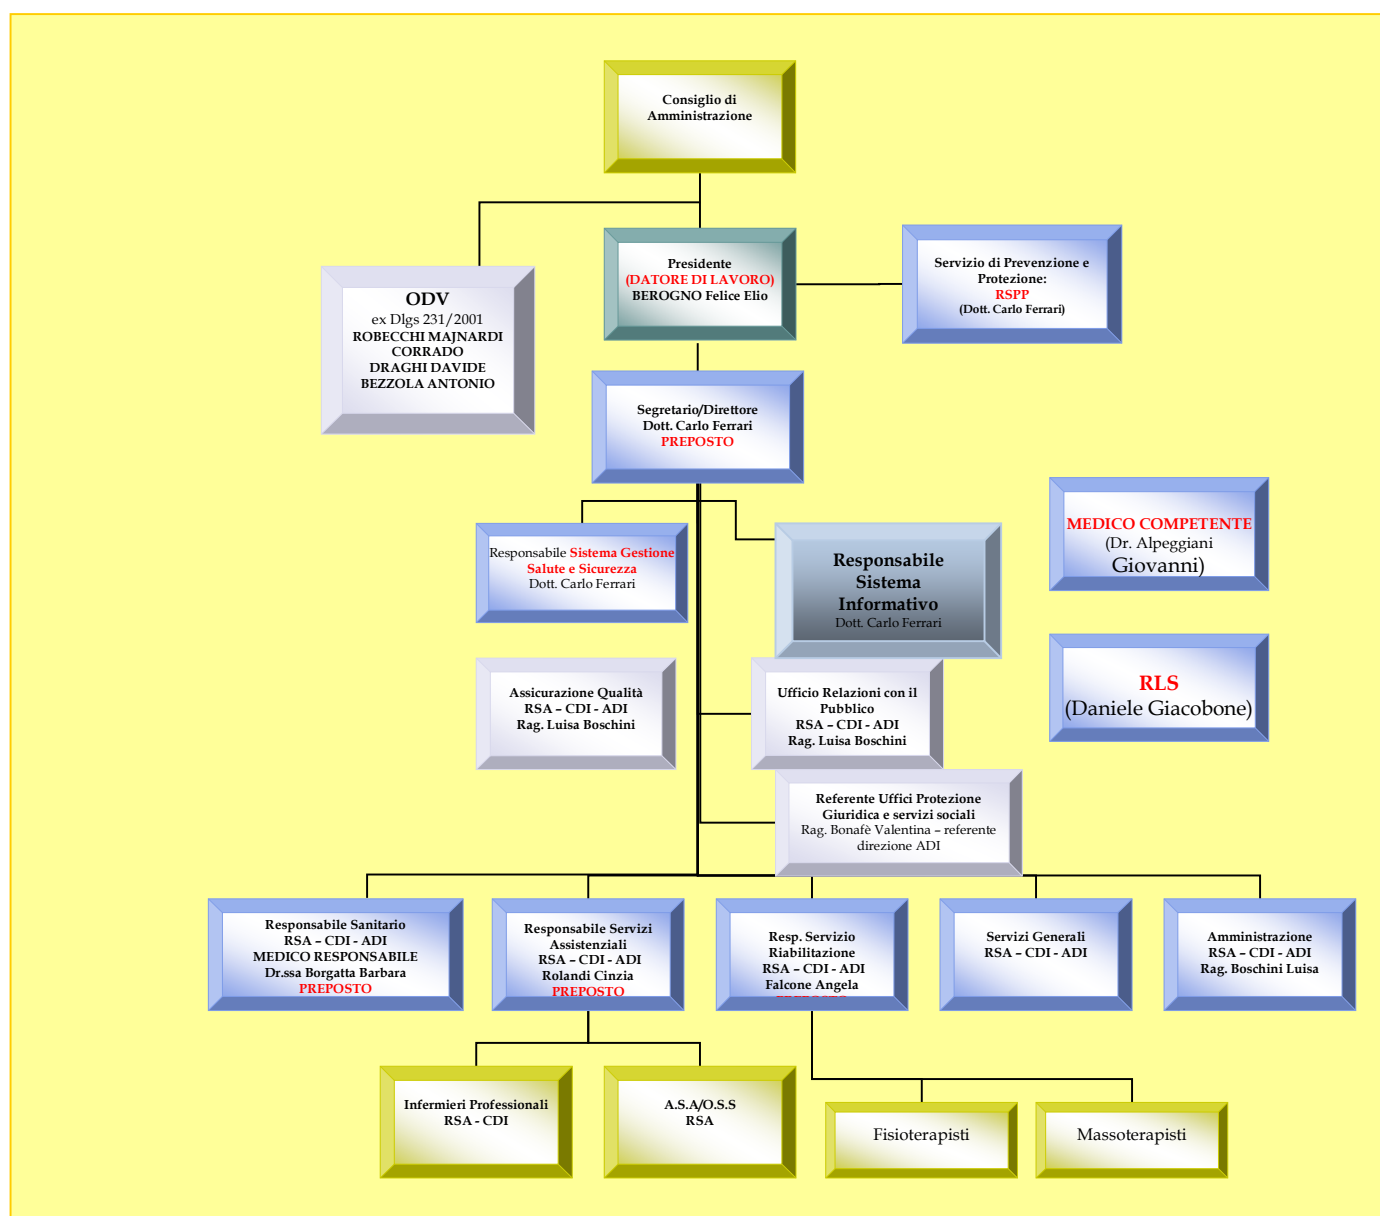 Consiglio di
Amministrazione
Presidente
(DATORE DI LAVORO)
BEROGNO Felice Elio
Servizio di Prevenzione e
Protezione:
RSPP
(Dott. Carlo Ferrari)
ODV
ex Dlgs 231/2001
ROBECCHI MAJNARDI
CORRADO
DRAGHI DAVIDE
BEZZOLA ANTONIO
Segretario/Direttore
Dott. Carlo Ferrari
PREPOSTO
Responsabile Sistema Gestione
Salute e Sicurezza
Dott. Carlo Ferrari
Responsabile
Sistema
Informativo
Dott. Carlo Ferrari
MEDICO COMPETENTE
(Dr. Alpeggiani
Giovanni)
RLS
(Daniele Giacobone)
Assicurazione Qualità
RSA – CDI - ADI
Rag. Luisa Boschini
Ufficio Relazioni con il
Pubblico
RSA – CDI - ADI
Rag. Luisa Boschini
Referente Uffici Protezione
Giuridica e servizi sociali
Rag. Bonafè Valentina – referente
direzione ADI
Responsabile Sanitario
RSA – CDI - ADI
MEDICO RESPONSABILE
Dr.ssa Borgatta Barbara
PREPOSTO
Responsabile Servizi
Assistenziali
RSA – CDI - ADI
Rolandi Cinzia
PREPOSTO
Resp. Servizio
Riabilitazione
RSA – CDI - ADI
Falcone Angela
PREPOSTO
Servizi Generali
RSA – CDI - ADI
Amministrazione
RSA – CDI - ADI
Rag. Boschini Luisa
Infermieri Professionali
RSA - CDI
A.S.A/O.S.S
RSA
Fisioterapisti
Massoterapisti